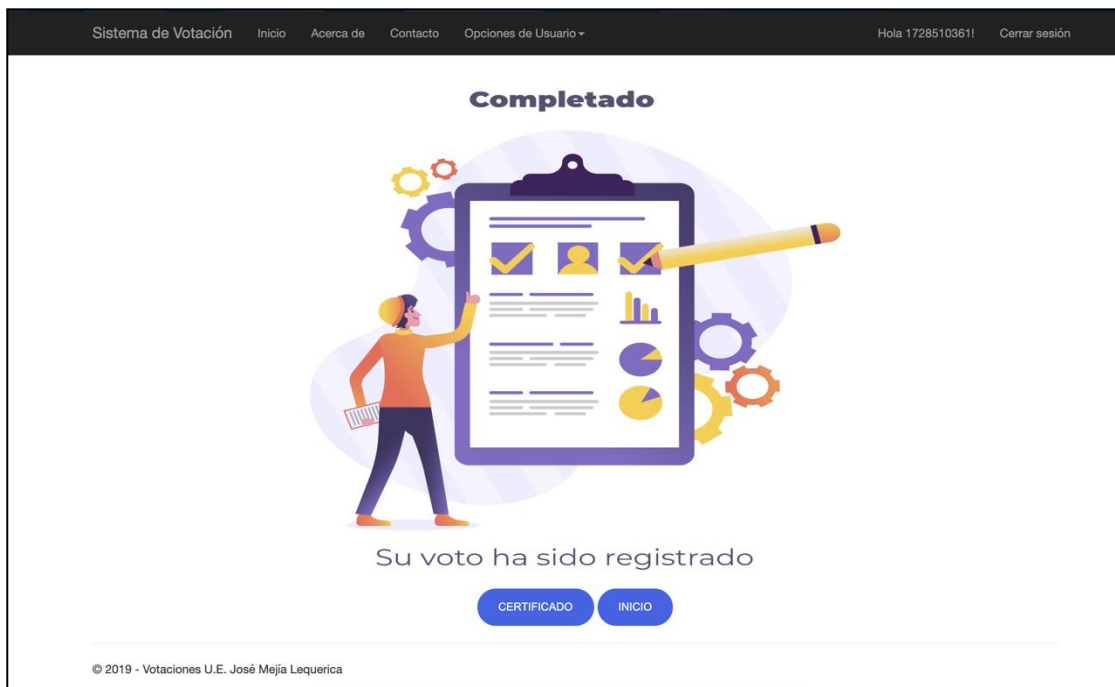 Sistema de Votación Inicio Acerca de Contacto Opciones de Usuario Hola 1728510361! Cerrar sesión
Completado
Su voto ha sido registrado
CERTIFICADO INICIO
© 2019 - Votaciones U.E. José Mejía Lequerica